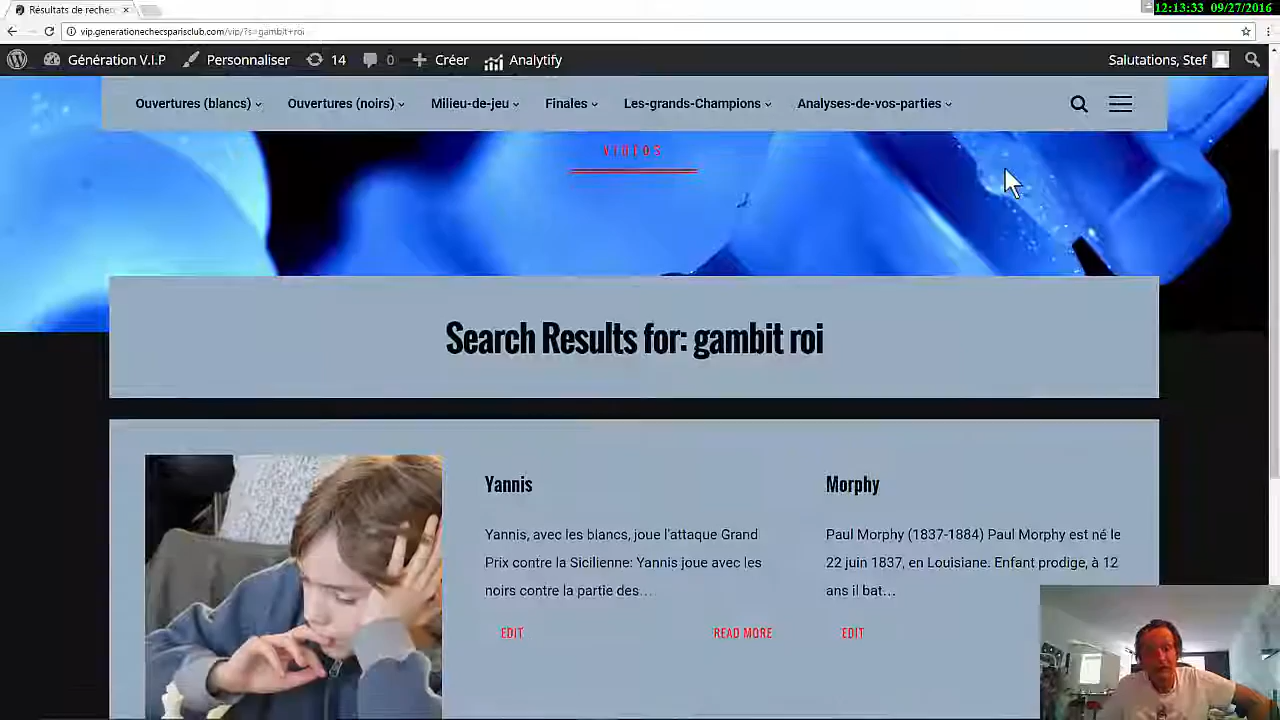 12:13:33 09/27/2016
Résultats de recher
vip.generationechecsparisclub.com/vip/?s=gambit+roi
Génération V.I.P Personnaliser 14 0 Créer Analytify Salutations, Stef
Ouvertures (blancs) Ouvertures (noirs) Milieu-de-jeu Finales Les-grands-Champions Analyses-de-vos-parties
Search Results for: gambit roi
Yannis
Yannis, avec les blancs, joue l'attaque Grand
Prix contre la Sicilienne: Yannis joue avec les
noirs contre la partie des…
EDIT READ MORE
Morphy
Paul Morphy (1837-1884) Paul Morphy est né le
22 juin 1837, en Louisiane. Enfant prodige, à 12
ans il bat…
EDIT